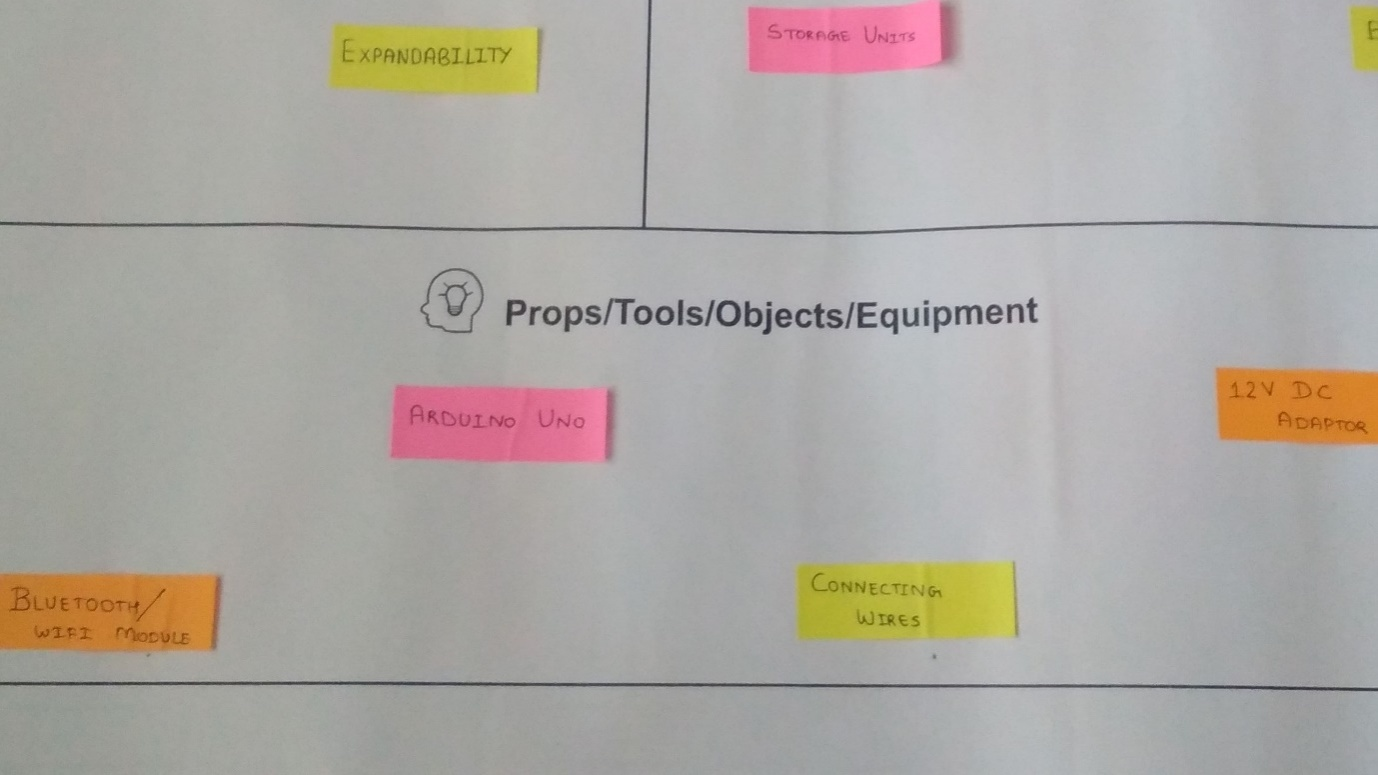 EXPANDABILITY
STORAGE UNITS
Props/Tools/Objects/Equipment
ARDUINO UNO
12V DC
ADAPTOR
BLUETOOTH/
WIFI MODULE
CONNECTING
WIRES